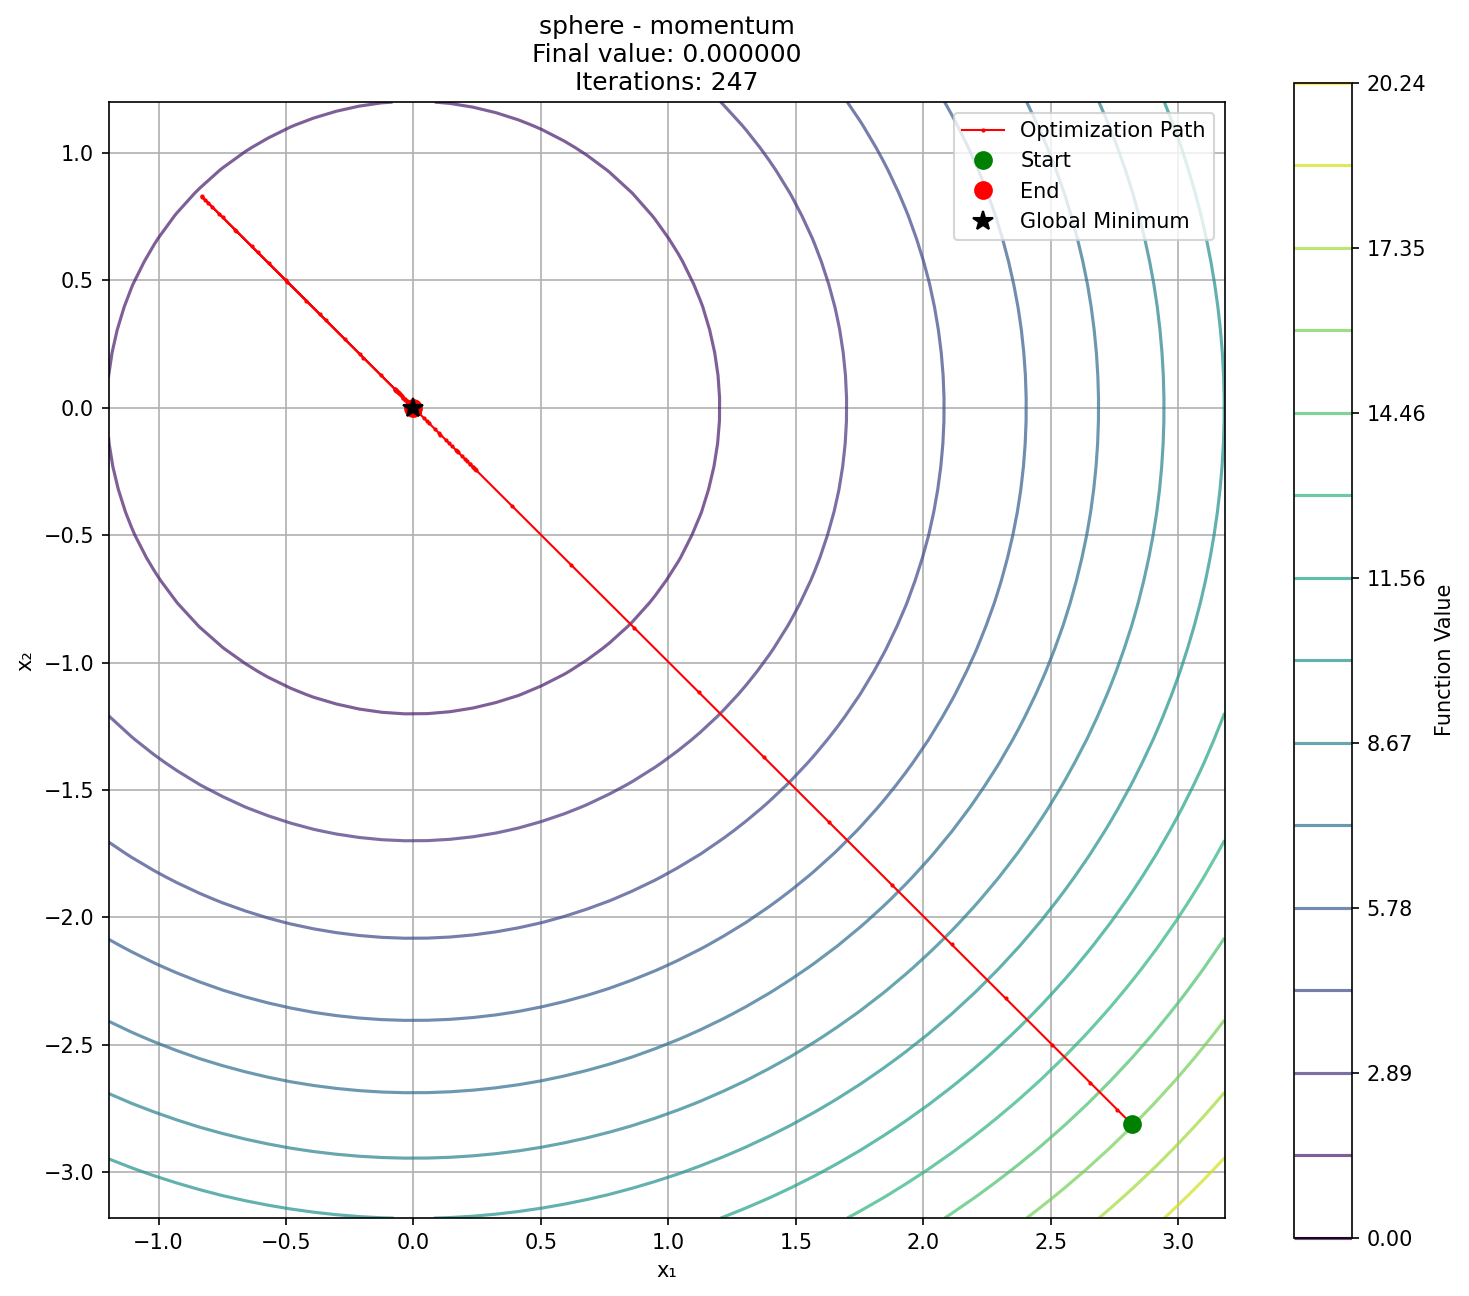 sphere - momentum
Final value: 0.000000
Iterations: 247
Optimization Path
Start
End
Global Minimum
1.0
0.5
0.0
−0.5
−1.0
−1.5
−2.0
−2.5
−3.0
x₂
−1.0
−0.5
0.0
0.5
1.0
1.5
2.0
2.5
3.0
x₁
20.24
17.35
14.46
11.56
8.67
5.78
2.89
0.00
Function Value